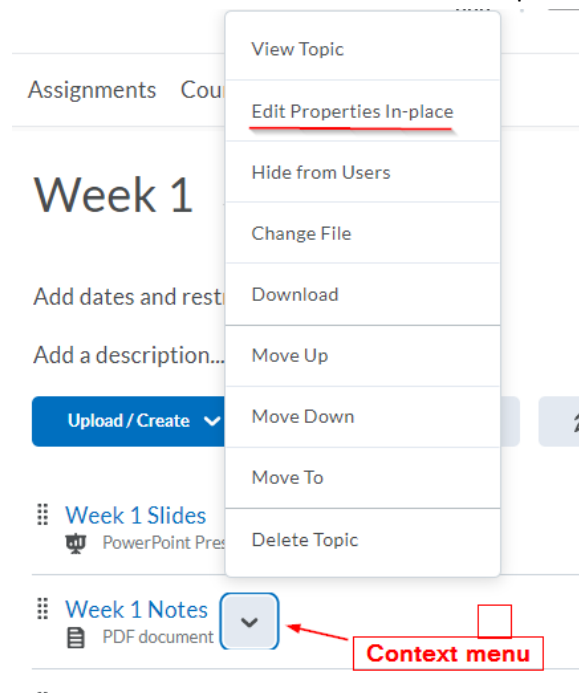 View Topic
Assignments Cou
Edit Properties In-place
Week 1
Hide from Users
Change File
Add dates and rest
Download
Add a description...
Move Up
Upload / Create
Move Down
Move To
Week 1 Slides
PowerPoint Pres
Delete Topic
Week 1 Notes
PDF document
Context menu